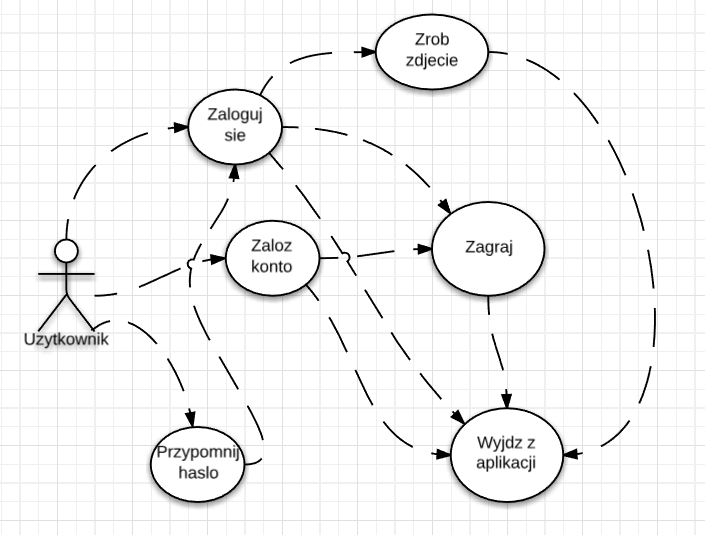 Zrob
zdjecie
Zaloguj
sie
Zaloz
konto
Zagraj
Uzytkownik
Przypomnij
haslo
Wyjdz z
aplikacji